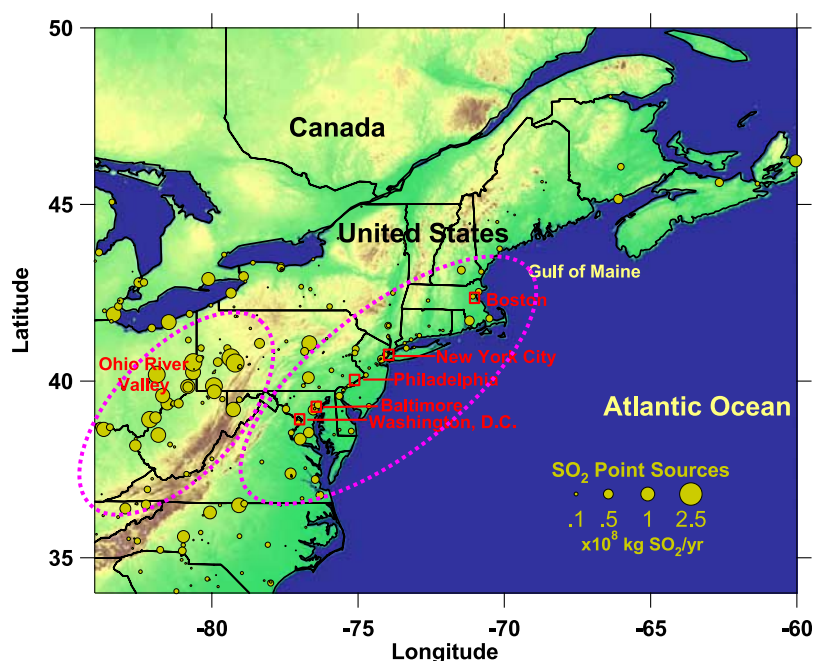 50
45
40
35
Latitude
Canada
United States
Gulf of Maine
Boston
New York City
Philadelphia
Baltimore
Washington, D.C.
Ohio River
Valley
Atlantic Ocean
SO₂ Point Sources
.1 .5 1 2.5
x10⁸ kg SO₂/yr
-80 -75 -70 -65 -60
Longitude